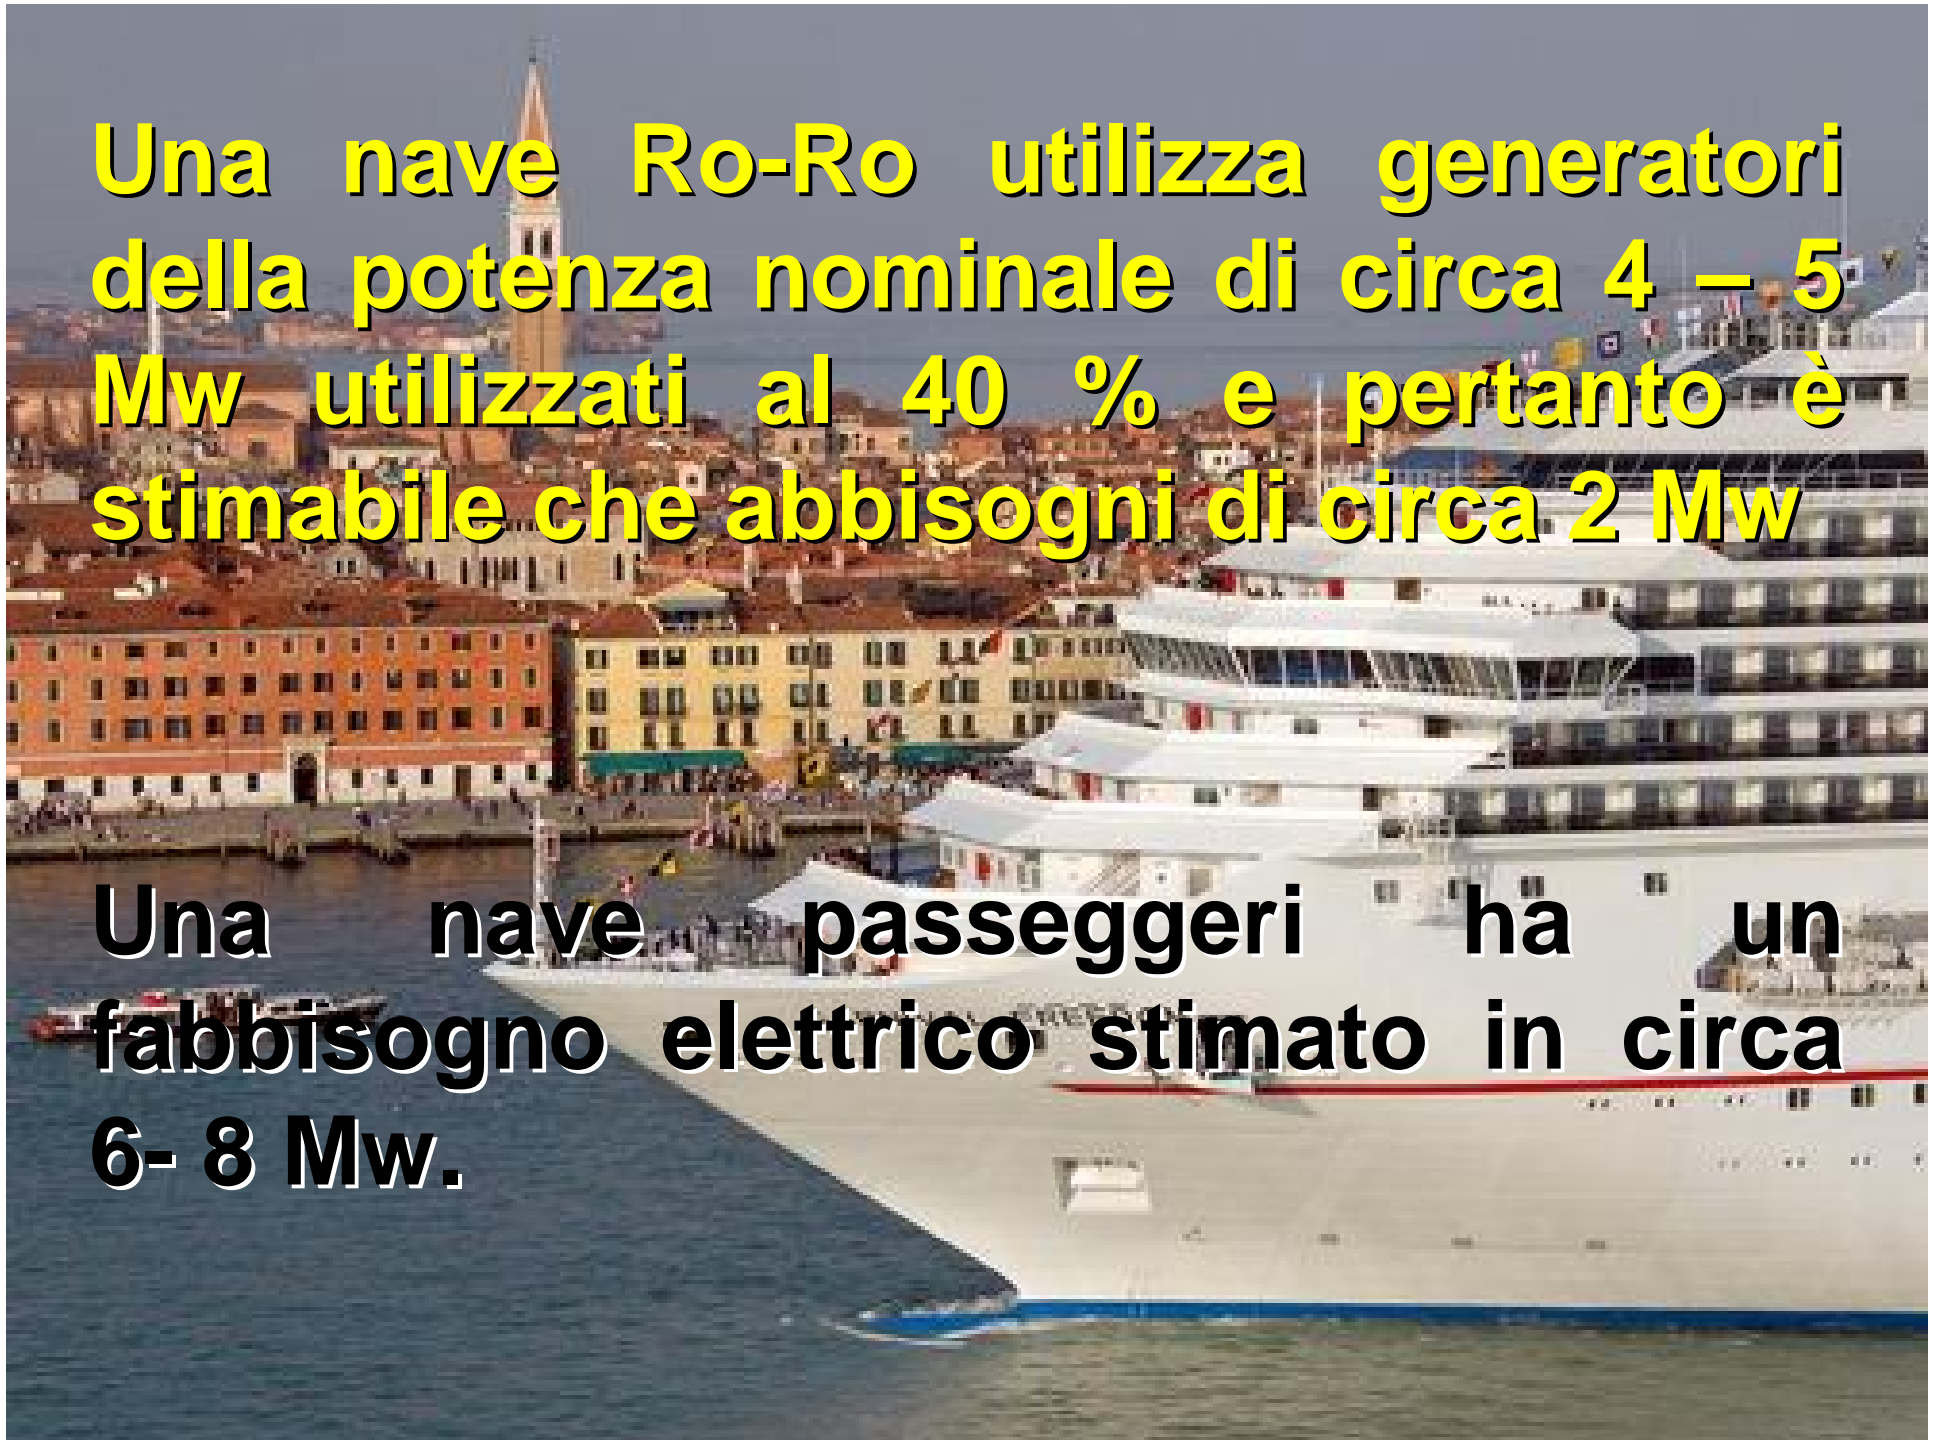 Una nave Ro-Ro utilizza generatori
della potenza nominale di circa 4 – 5
Mw utilizzati al 40 % e pertanto è
stimabile che abbisogni di circa 2 Mw
Una nave passeggeri ha un
fabbisogno elettrico stimato in circa
6- 8 Mw.